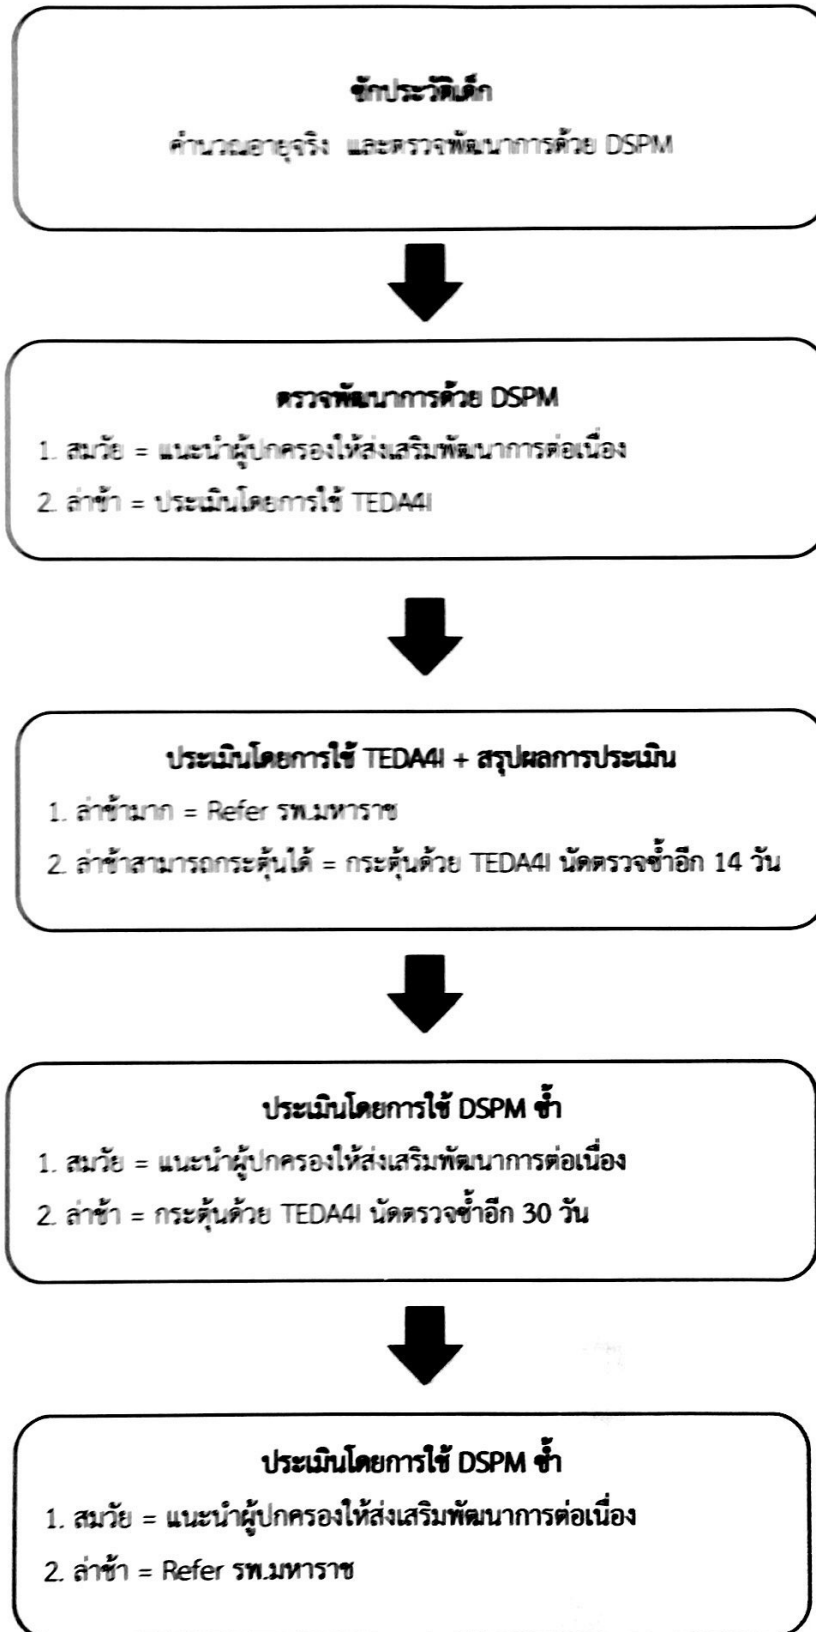 ซักประวัติเด็ก
คำนวณอายุจริง และตรวจพัฒนาการด้วย DSPM
ตรวจพัฒนาการด้วย DSPM
1. สมวัย = แนะนำผู้ปกครองให้ส่งเสริมพัฒนาการต่อเนื่อง
2. ล่าช้า = ประเมินโดยการใช้ TEDA4I
ประเมินโดยการใช้ TEDA4I + สรุปผลการประเมิน
1. ล่าช้ามาก = Refer รพ.มหาราช
2. ล่าช้าสามารถกระตุ้นได้ = กระตุ้นด้วย TEDA4I นัดตรวจซ้ำอีก 14 วัน
ประเมินโดยการใช้ DSPM ซ้ำ
1. สมวัย = แนะนำผู้ปกครองให้ส่งเสริมพัฒนาการต่อเนื่อง
2. ล่าช้า = กระตุ้นด้วย TEDA4I นัดตรวจซ้ำอีก 30 วัน
ประเมินโดยการใช้ DSPM ซ้ำ
1. สมวัย = แนะนำผู้ปกครองให้ส่งเสริมพัฒนาการต่อเนื่อง
2. ล่าช้า = Refer รพ.มหาราช